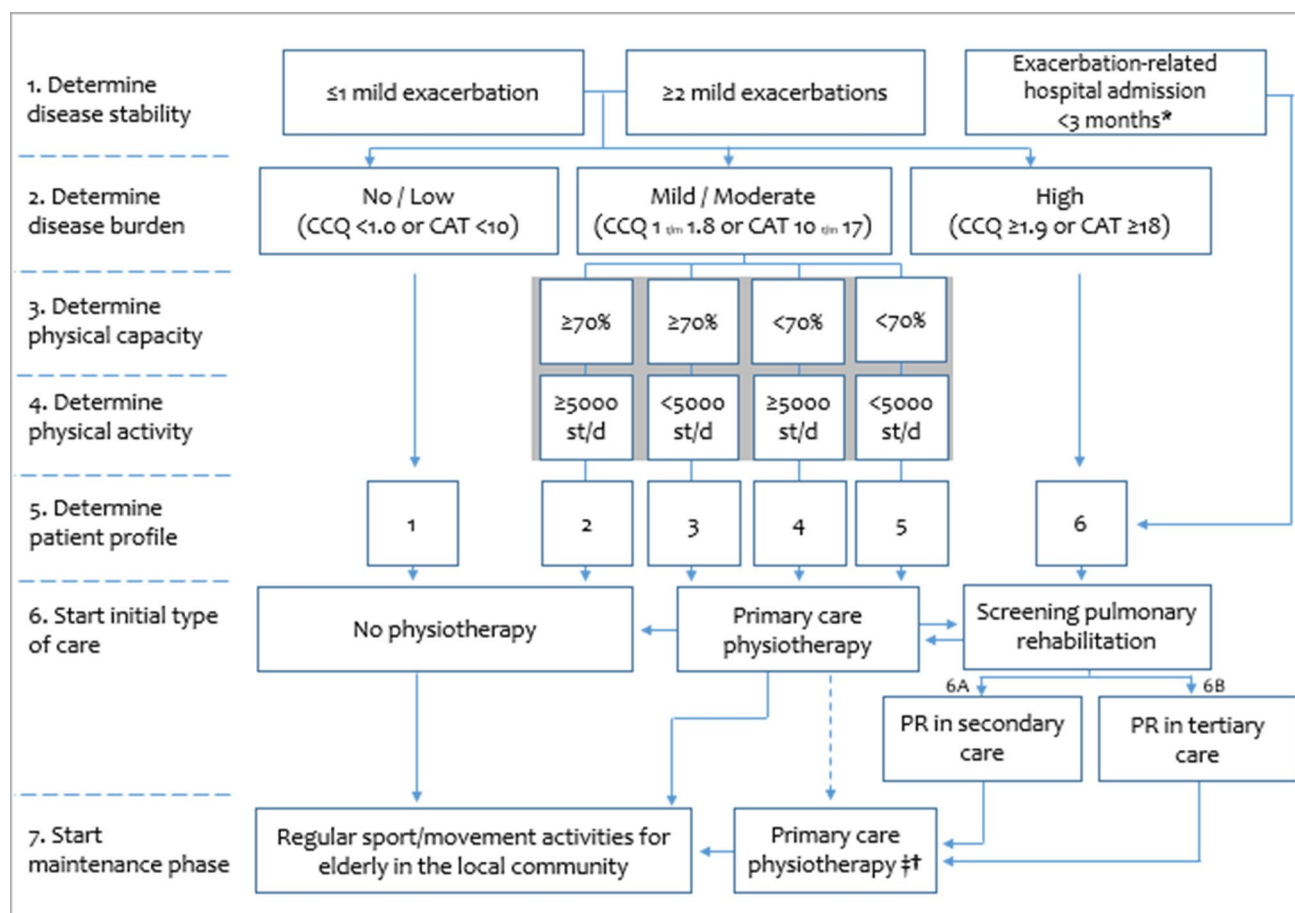 1. Determine
disease stability
≤1 mild exacerbation
≥2 mild exacerbations
Exacerbation-related
hospital admission
<3 months*
2. Determine
disease burden
No / Low
(CCQ <1.0 or CAT <10)
Mild / Moderate
(CCQ 1 t/m 1.8 or CAT 10 t/m 17)
High
(CCQ ≥1.9 or CAT ≥18)
3. Determine
physical capacity
≥70%
≥70%
<70%
<70%
4. Determine
physical activity
≥5000
st/d
<5000
st/d
≥5000
st/d
<5000
st/d
5. Determine
patient profile
1
2
3
4
5
6
6. Start initial type
of care
No physiotherapy
Primary care
physiotherapy
Screening pulmonary
rehabilitation
6A
6B
PR in secondary
care
PR in tertiary
care
7. Start
maintenance phase
Regular sport/movement activities for
elderly in the local community
Primary care
physiotherapy ‡†